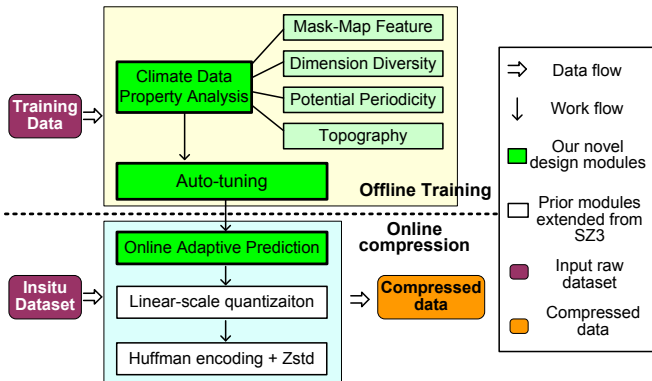 Mask-Map Feature
Climate Data
Property Analysis
Dimension Diversity
Potential Periodicity
Topography
Training
Data
Auto-tuning
Offline Training
Online
compression
Online Adaptive Prediction
Insitu
Dataset
Linear-scale quantizaiton
Huffman encoding + Zstd
Compressed
data
Data flow
Work flow
Our novel
design modules
Prior modules
extended from
SZ3
Input raw
dataset
Compressed
data